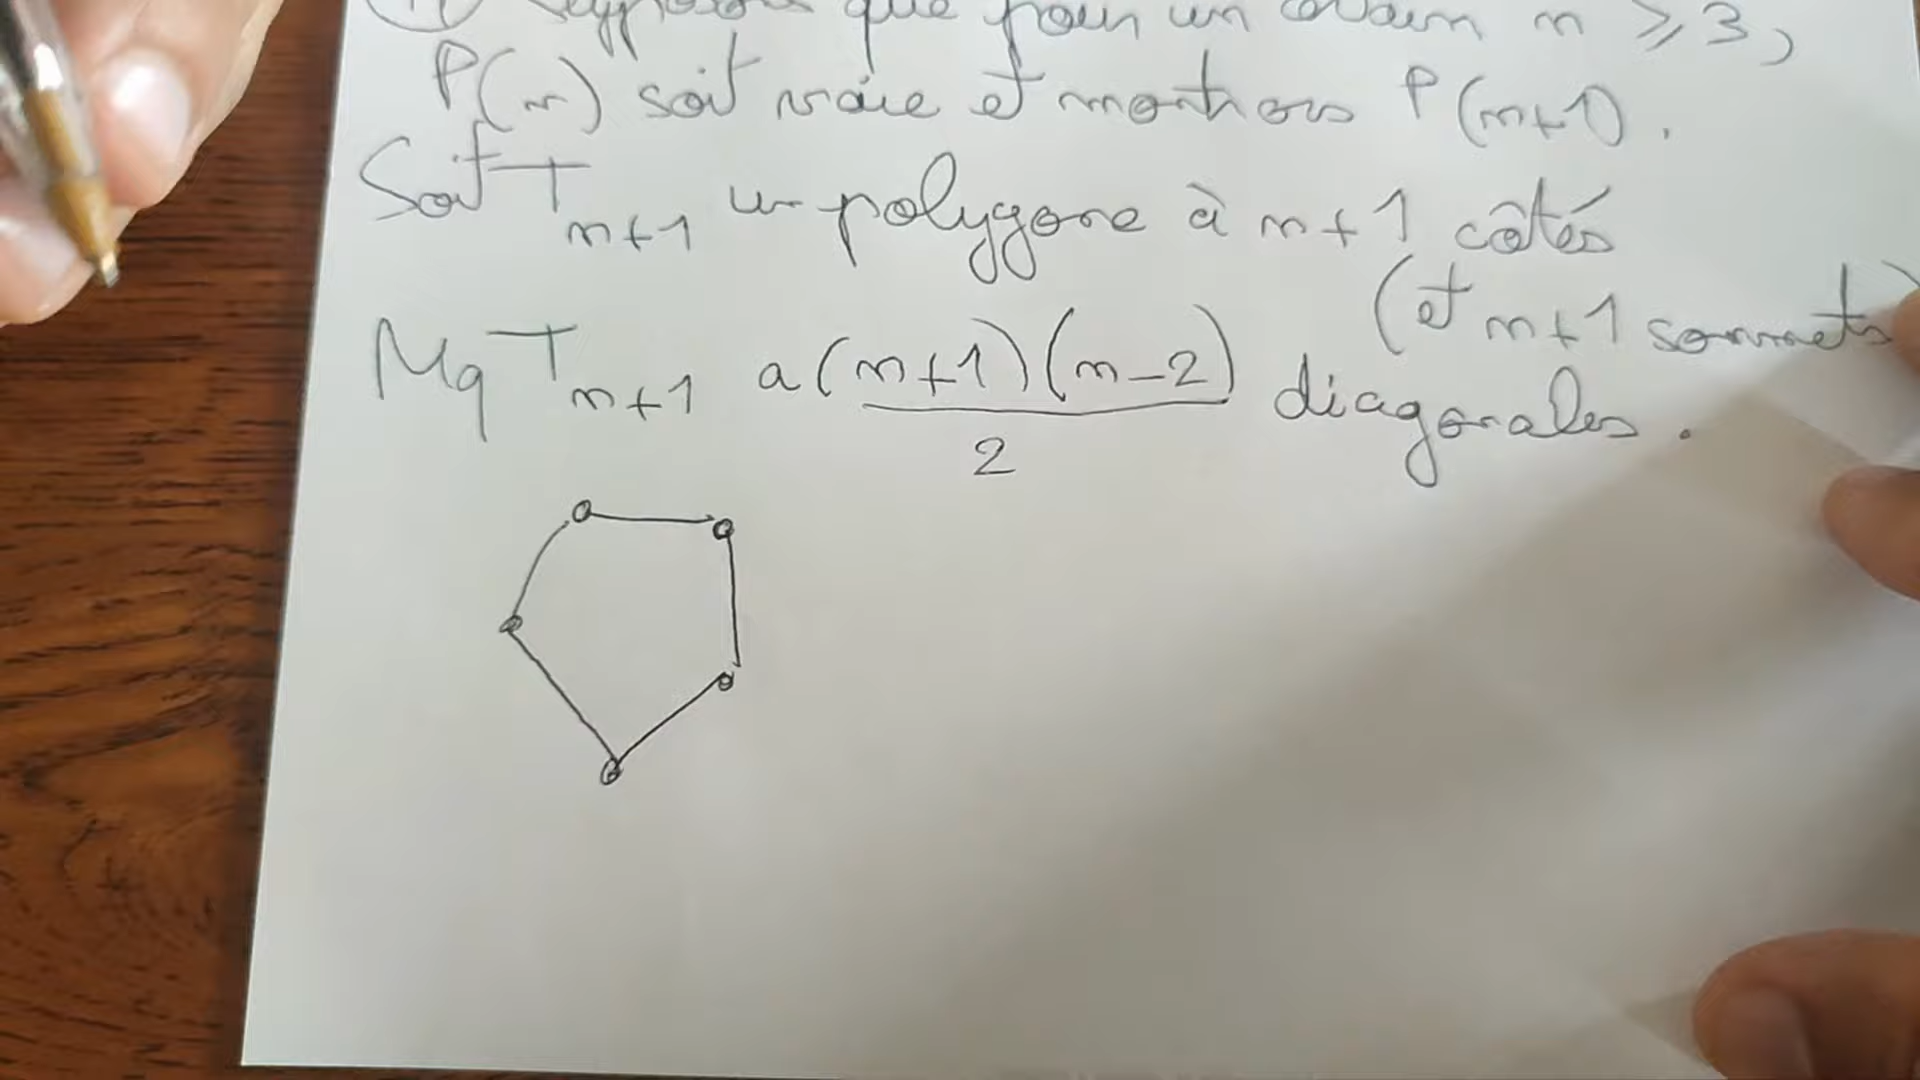 Supposons que pour un certain n ≥ 3,
P(n) soit vraie et montrons P(n+1).
Soit T_{n+1} un polygone à n+1 côtés
(et n+1 sommets)
Mq T_{n+1} a (n+1)(n-2)/2 diagonales.